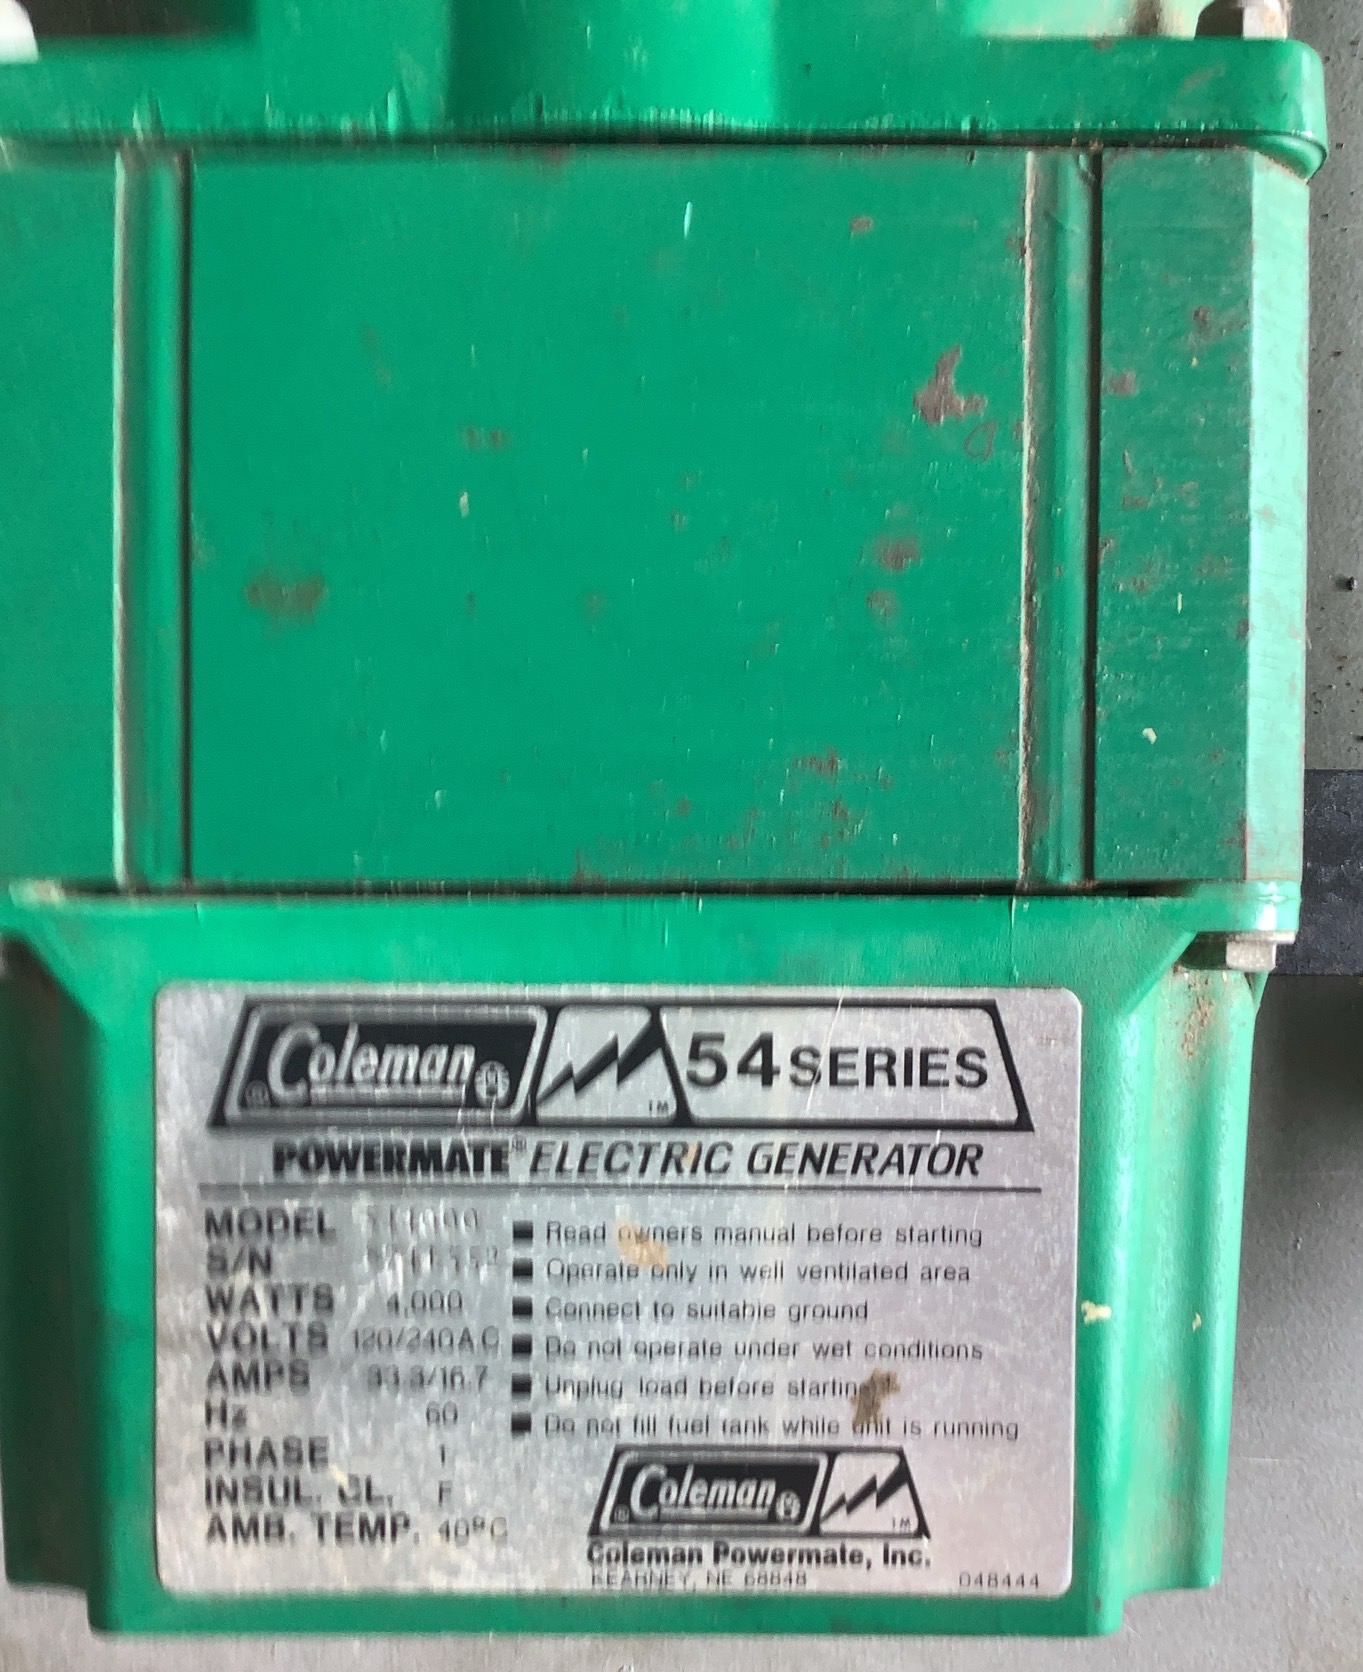 Coleman ® 54 SERIES
TM
POWERMATE® ELECTRIC GENERATOR
MODEL
S/N
WATTS 4,000
VOLTS 120/240AC
AMPS 33.3/16.7
Hz 60
PHASE 1
INSUL. CL. F
AMB. TEMP. 40°C
■ Read owners manual before starting
■ Operate only in well ventilated area
■ Connect to suitable ground
■ Do not operate under wet conditions
■ Unplug load before starting
■ Do not fill fuel tank while unit is running
Coleman ®
TM
Coleman Powermate, Inc.
KEARNEY, NE 68848 048444